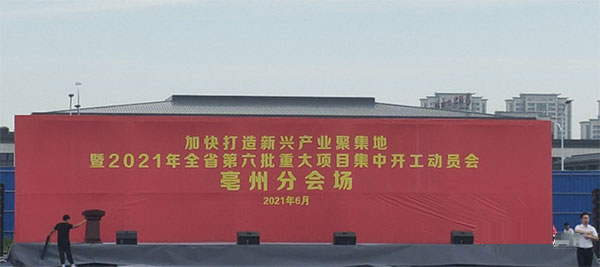 加快打造新兴产业聚集地
暨2021年全省第六批重大项目集中开工动员会
亳州分会场
2021年6月